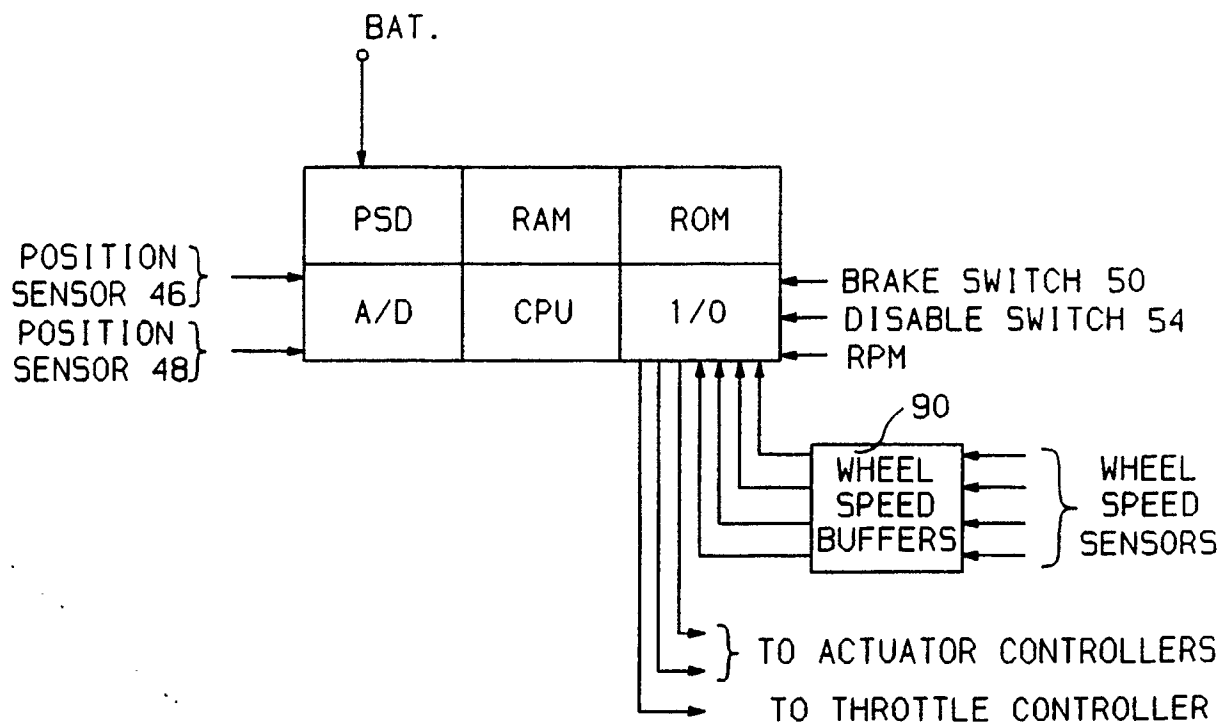 BAT.
PSD
RAM
ROM
POSITION
SENSOR 46
A/D
CPU
1/O
BRAKE SWITCH 50
DISABLE SWITCH 54
RPM
POSITION
SENSOR 48
90
WHEEL
SPEED
BUFFERS
WHEEL
SPEED
SENSORS
TO ACTUATOR CONTROLLERS
TO THROTTLE CONTROLLER